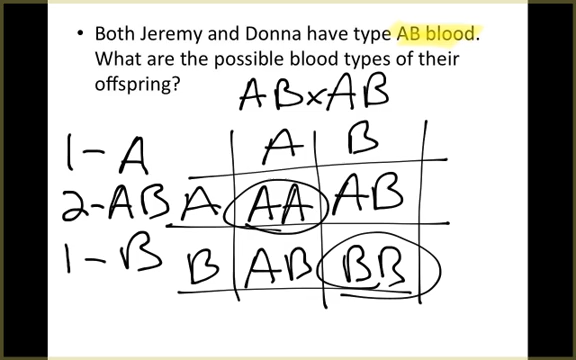 • Both Jeremy and Donna have type AB blood.
What are the possible blood types of their
offspring?
AB x AB
A B
1 - A
2 - AB A AA AB
1 - B B AB BB